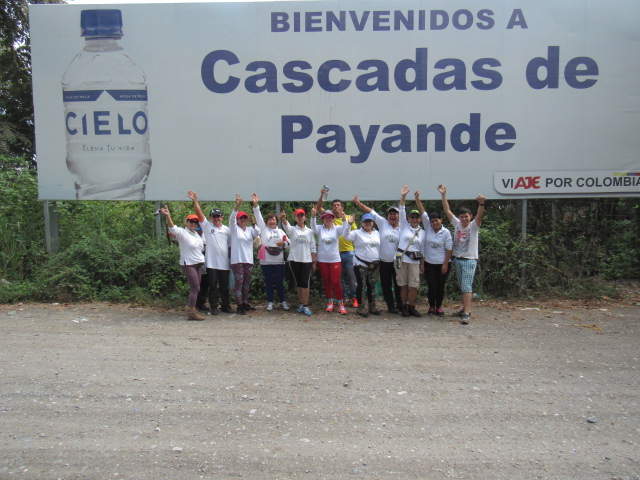 BIENVENIDOS A
Cascadas de
Payande
CIELO
ELEVA TU VIDA
VIAJE POR COLOMBIA